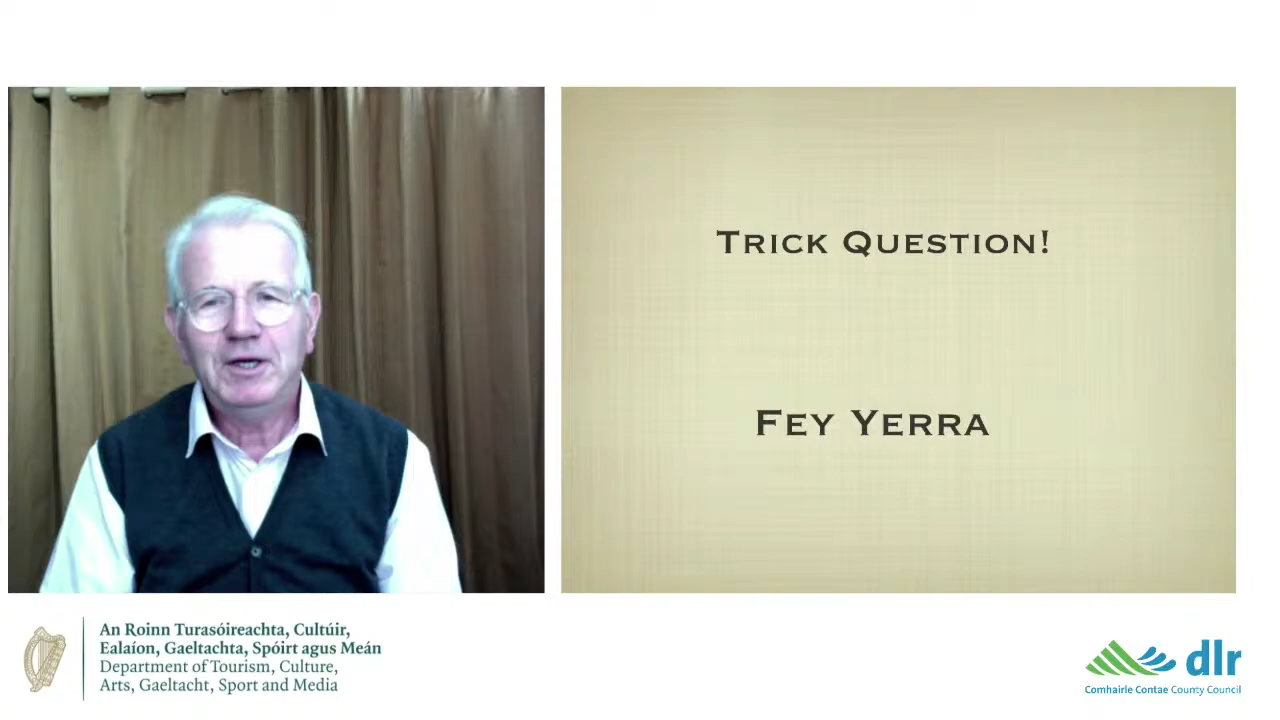 Trick Question!
Fey Yerra
An Roinn Turasóireachta, Cultúir,
Ealaíon, Gaeltachta, Spóirt agus Meán
Department of Tourism, Culture,
Arts, Gaeltacht, Sport and Media
dlr
Comhairle Contae County Council